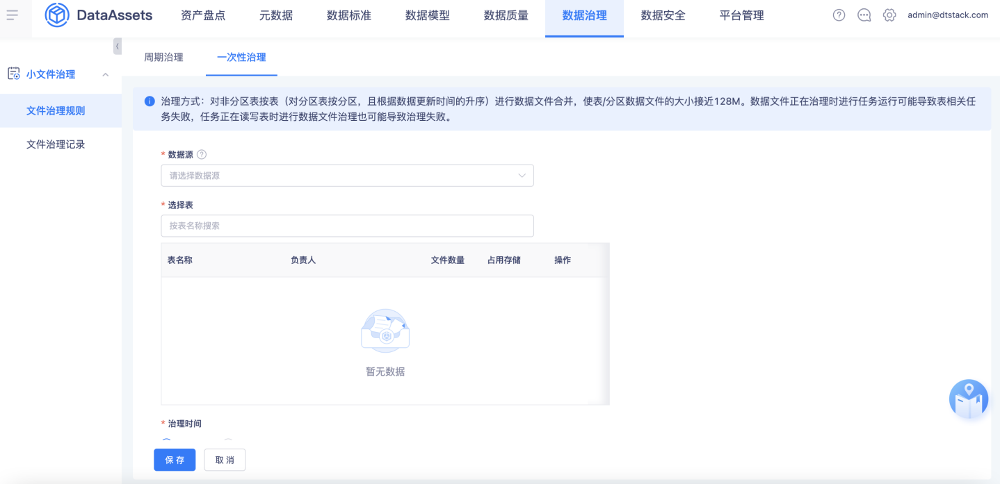 DataAssets 资产盘点 元数据 数据标准 数据模型 数据质量 数据治理 数据安全 平台管理 admin@dtstack.com
周期治理 一次性治理
小文件治理
文件治理规则
文件治理记录
治理方式：对非分区表按表（对分区表按分区，且根据数据更新时间的升序）进行数据文件合并，使表/分区数据文件的大小接近128M。数据文件正在治理时进行任务运行可能导致表相关任
务失败，任务正在读写表时进行数据文件治理也可能导致治理失败。
* 数据源
请选择数据源
* 选择表
按表名称搜索
表名称 负责人 文件数量 占用存储 操作
暂无数据
* 治理时间
保 存 取 消